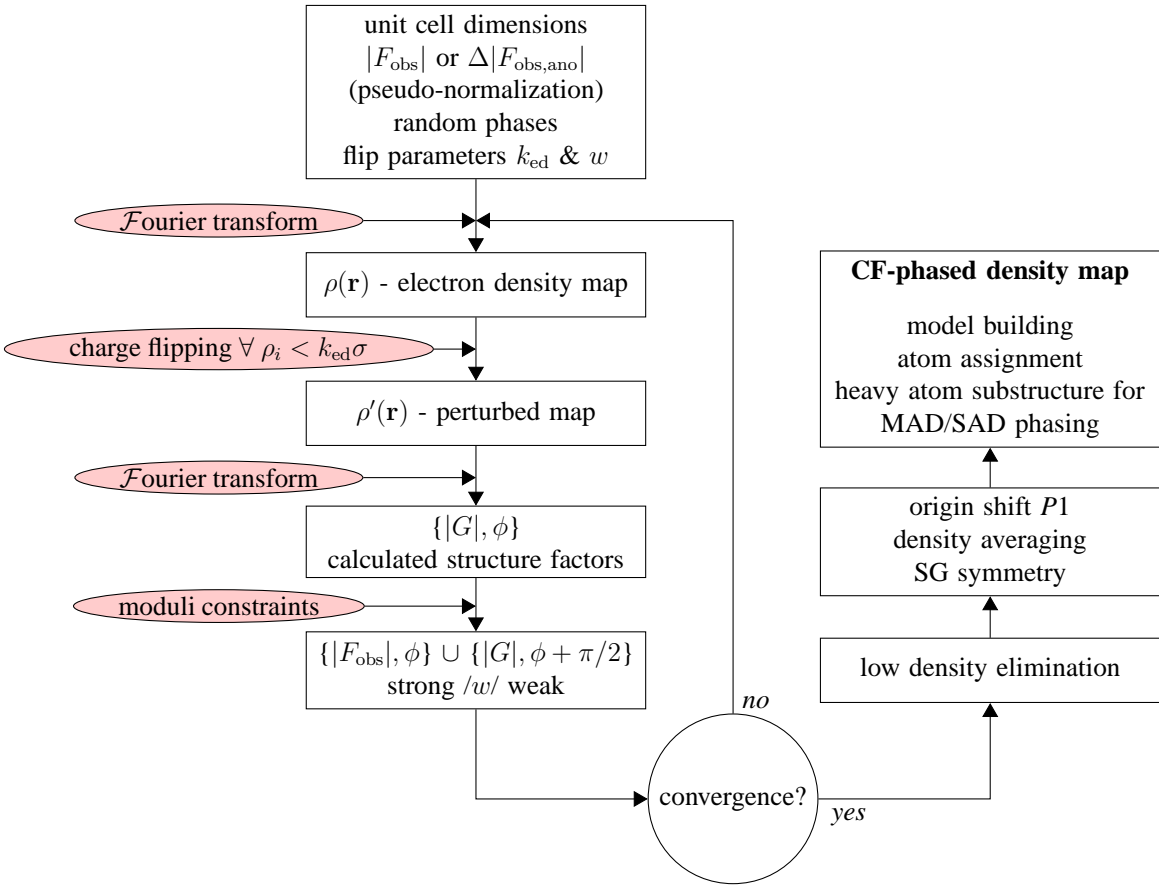 unit cell dimensions
|F_obs| or Δ|F_obs,ano|
(pseudo-normalization)
random phases
flip parameters k_ed & w
Fourier transform
ρ(r) - electron density map
charge flipping ∀ ρ_i < k_ed σ
ρ′(r) - perturbed map
Fourier transform
{|G|, ϕ}
calculated structure factors
moduli constraints
{|F_obs|, ϕ} ∪ {|G|, ϕ + π/2}
strong /w/ weak
convergence?
no
yes
low density elimination
origin shift P1
density averaging
SG symmetry
CF-phased density map
model building
atom assignment
heavy atom substructure for
MAD/SAD phasing